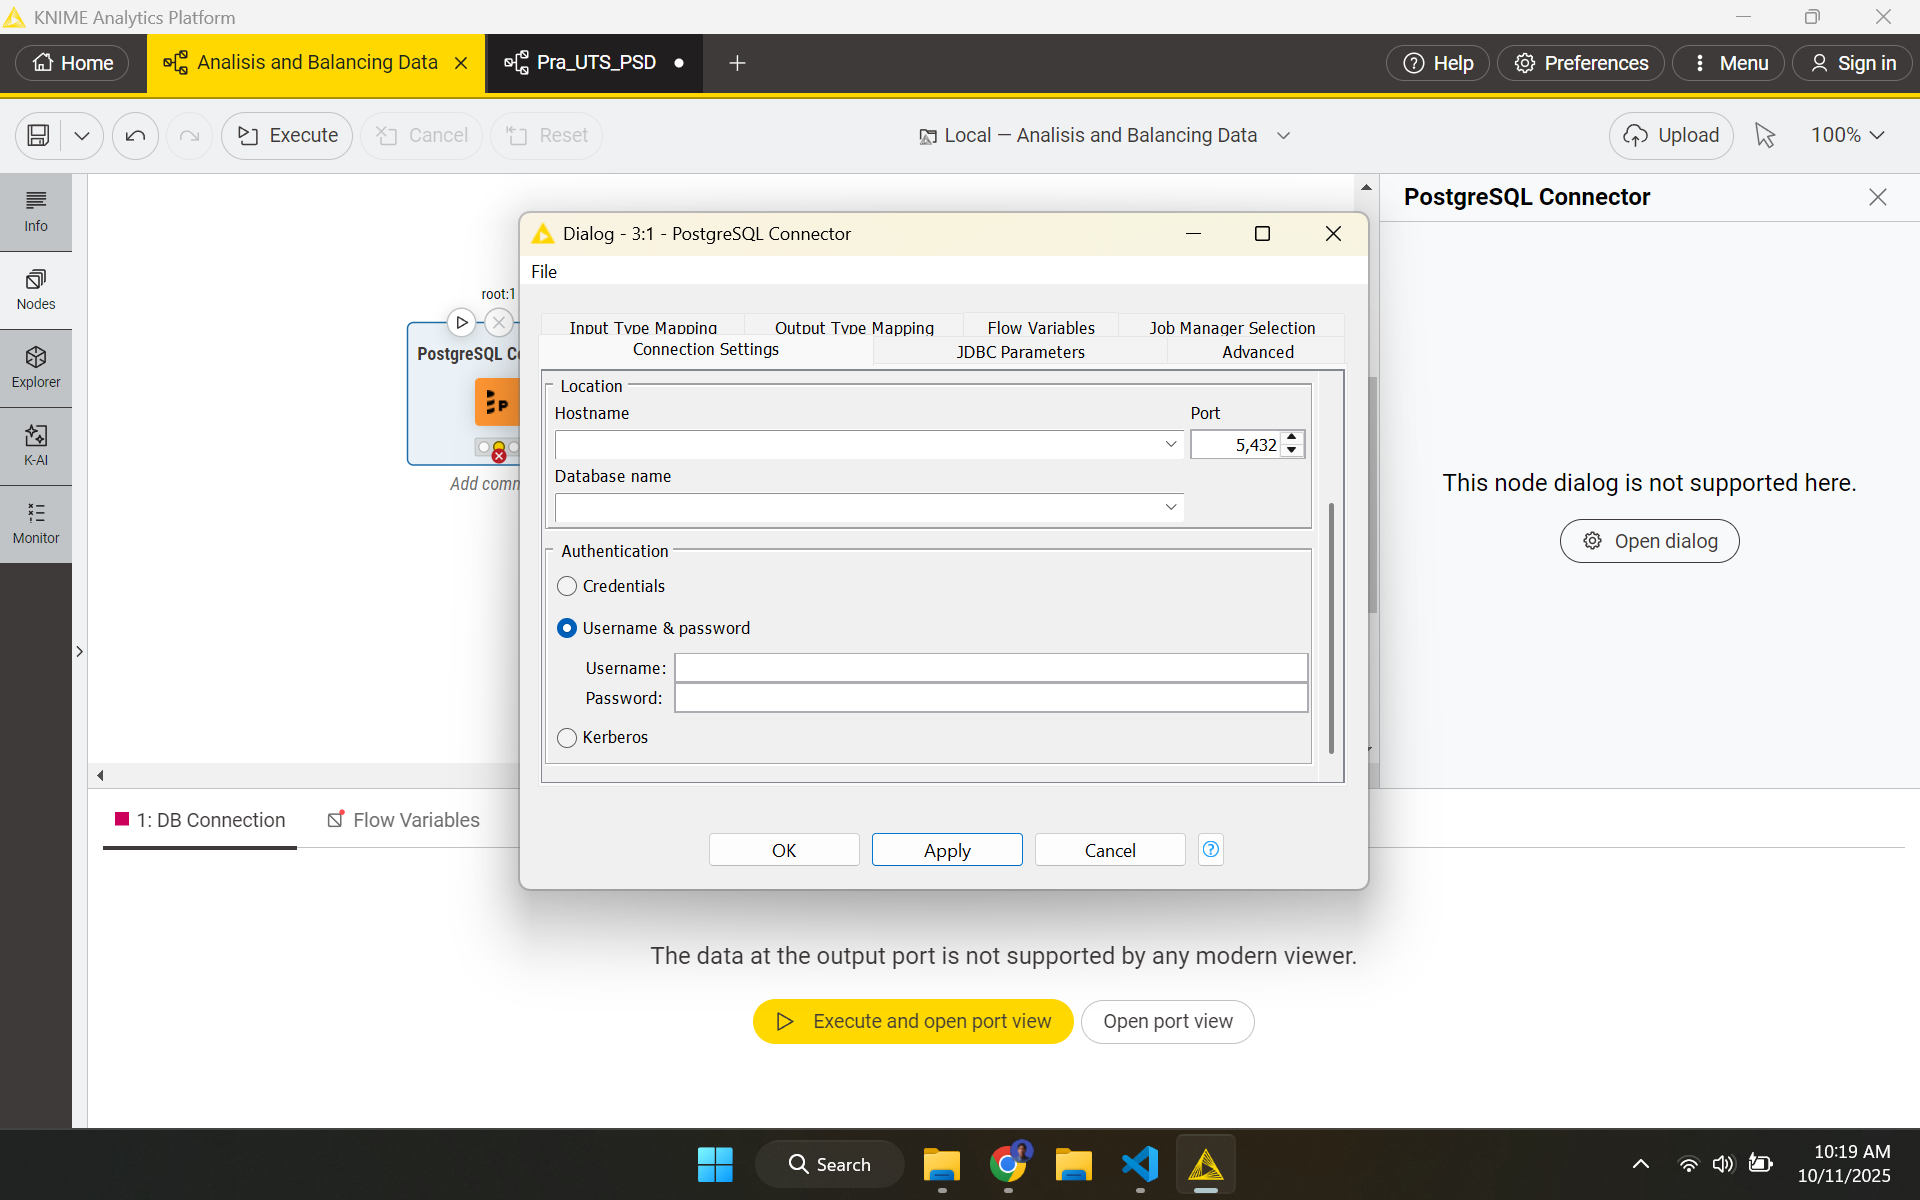 KNIME Analytics Platform
Home
Analisis and Balancing Data
Pra_UTS_PSD
Help
Preferences
Menu
Sign in
Execute
Cancel
Reset
Local — Analisis and Balancing Data
Upload
100%
Info
Nodes
Explorer
K-AI
Monitor
root:1
PostgreSQL Co
P
Add comm
Dialog - 3:1 - PostgreSQL Connector
File
Input Type Mapping
Output Type Mapping
Flow Variables
Job Manager Selection
Connection Settings
JDBC Parameters
Advanced
Location
Hostname
Port
5,432
Database name
Authentication
Credentials
Username & password
Username:
Password:
Kerberos
OK
Apply
Cancel
?
PostgreSQL Connector
This node dialog is not supported here.
Open dialog
1: DB Connection
Flow Variables
The data at the output port is not supported by any modern viewer.
Execute and open port view
Open port view
Search
10:19 AM
10/11/2025